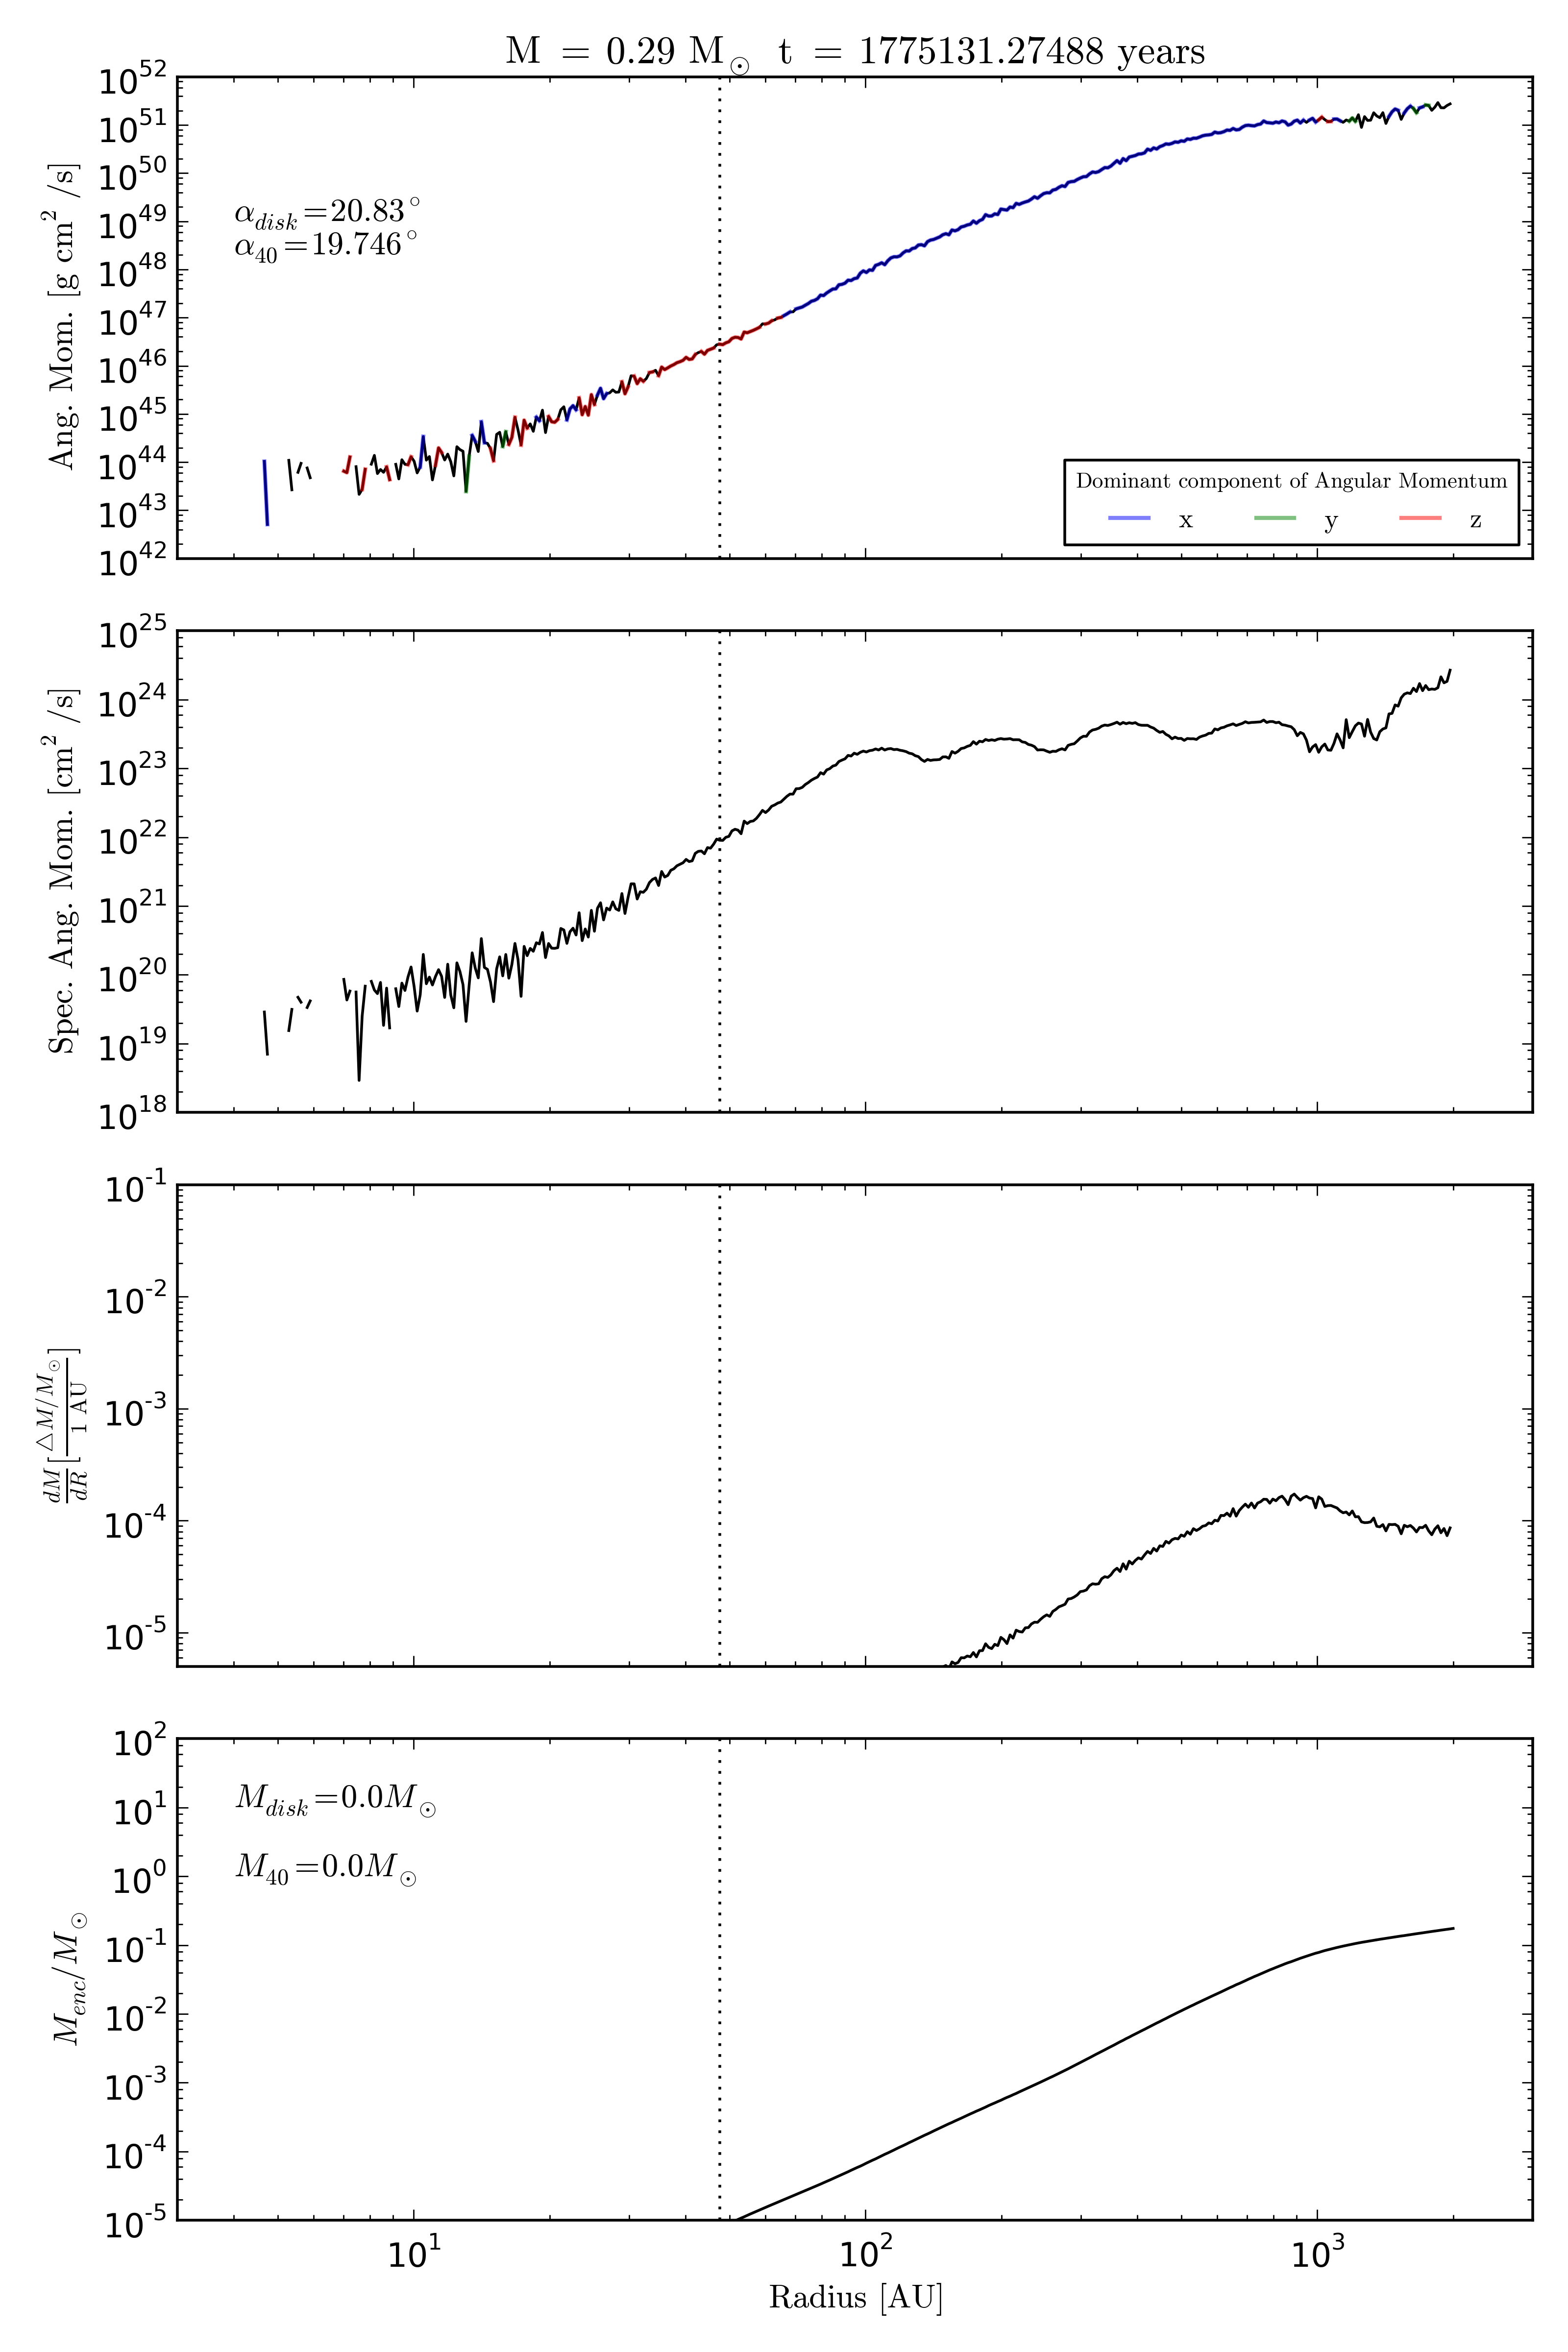 M = 0.29 M⊙ t = 1775131.27488 years
10^52
10^51
10^50
10^49
10^48
10^47
10^46
10^45
10^44
10^43
10^42
Ang. Mom. [g cm^2 /s]
α_disk=20.83°
α_40=19.746°
Dominant component of Angular Momentum
x y z
10^25
10^24
10^23
10^22
10^21
10^20
10^19
10^18
Spec. Ang. Mom. [cm^2 /s]
10^-1
10^-2
10^-3
10^-4
10^-5
dM/dR [△M/M⊙ / 1 AU]
10^2
10^1
10^0
10^-1
10^-2
10^-3
10^-4
10^-5
M_enc/M⊙
M_disk=0.0M⊙
M_40=0.0M⊙
10^1 10^2 10^3
Radius [AU]